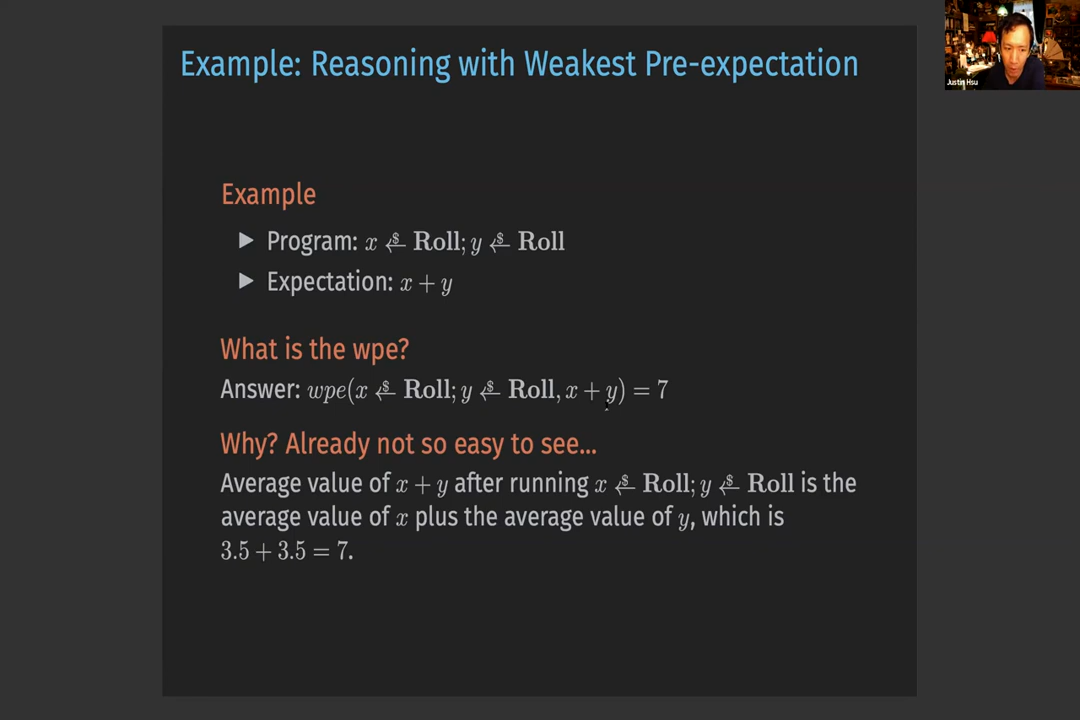 Example: Reasoning with Weakest Pre-expectation
Justin Hsu
Example
▶ Program: x ⭅$ Roll; y ⭅$ Roll
▶ Expectation: x + y
What is the wpe?
Answer: wpe(x ⭅$ Roll; y ⭅$ Roll, x + y) = 7
Why? Already not so easy to see...
Average value of x + y after running x ⭅$ Roll; y ⭅$ Roll is the
average value of x plus the average value of y, which is
3.5 + 3.5 = 7.